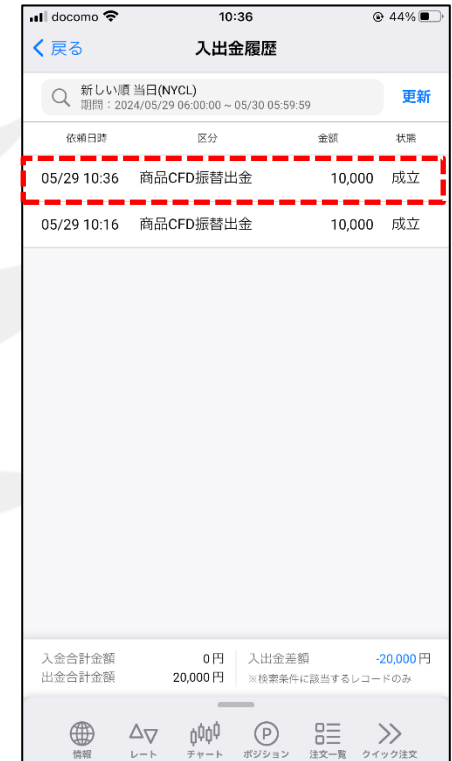 docomo 10:36 44%
戻る 入出金履歴
新しい順 当日(NYCL)
期間：2024/05/29 06:00:00 ~ 05/30 05:59:59
更新
依頼日時 区分 金額 状態
05/29 10:36 商品CFD振替出金 10,000 成立
05/29 10:16 商品CFD振替出金 10,000 成立
入金合計金額 0円 入出金差額 -20,000円
出金合計金額 20,000円 ※検索条件に該当するレコードのみ
情報 レート チャート ポジション 注文一覧 クイック注文